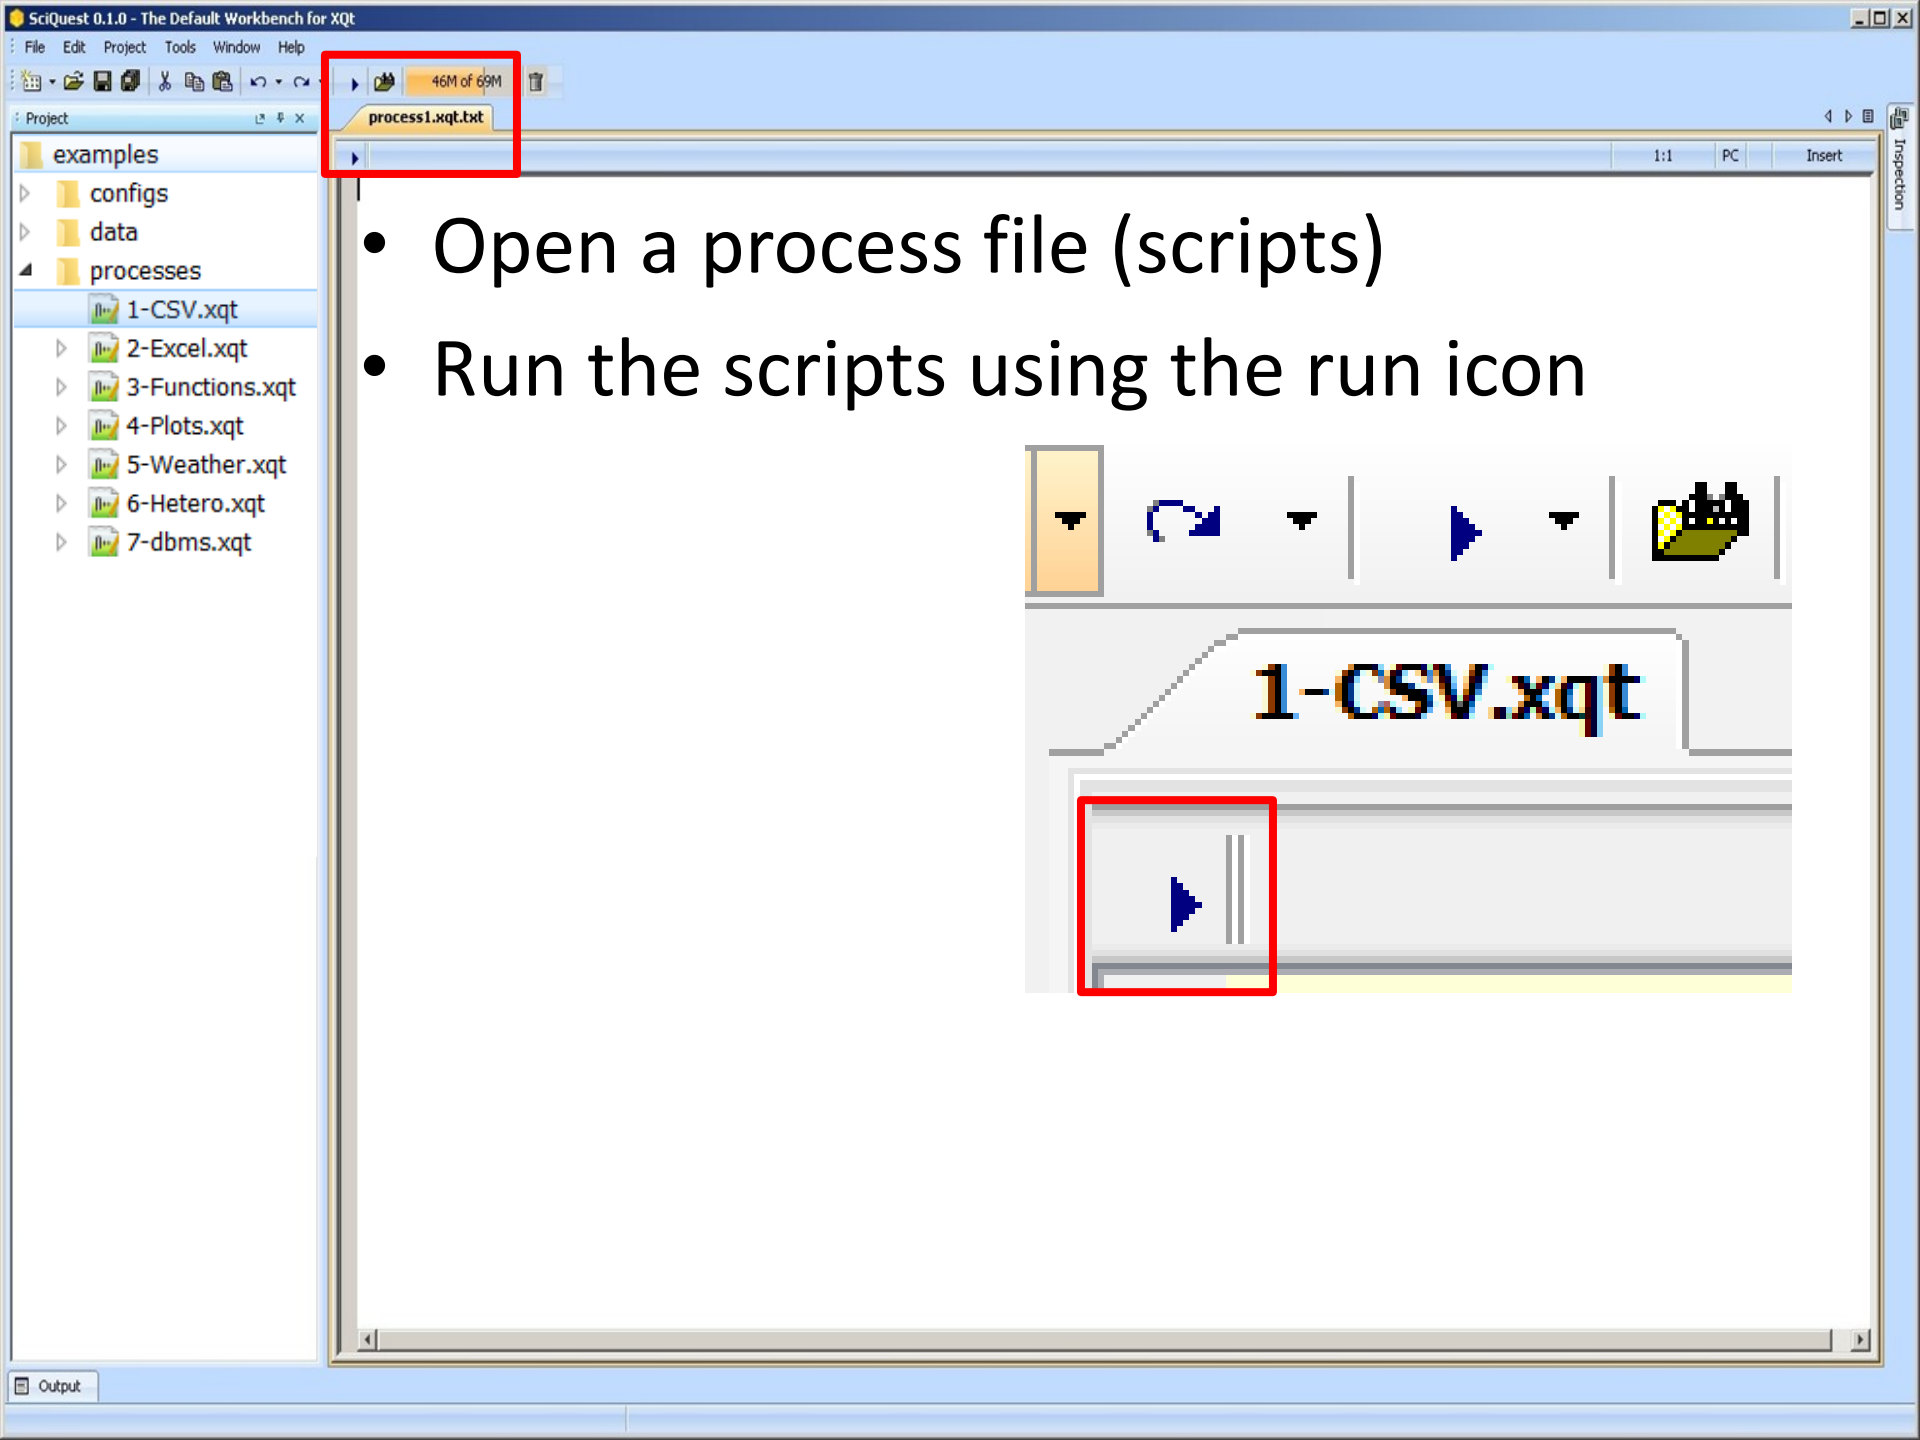 SciQuest 0.1.0 - The Default Workbench for XQt
File Edit Project Tools Window Help
46M of 69M
Project
process1.xqt.txt
1:1 PC Insert
Inspection
examples
configs
data
processes
1-CSV.xqt
2-Excel.xqt
3-Functions.xqt
4-Plots.xqt
5-Weather.xqt
6-Hetero.xqt
7-dbms.xqt
• Open a process file (scripts)
• Run the scripts using the run icon
1-CSV.xqt
Output